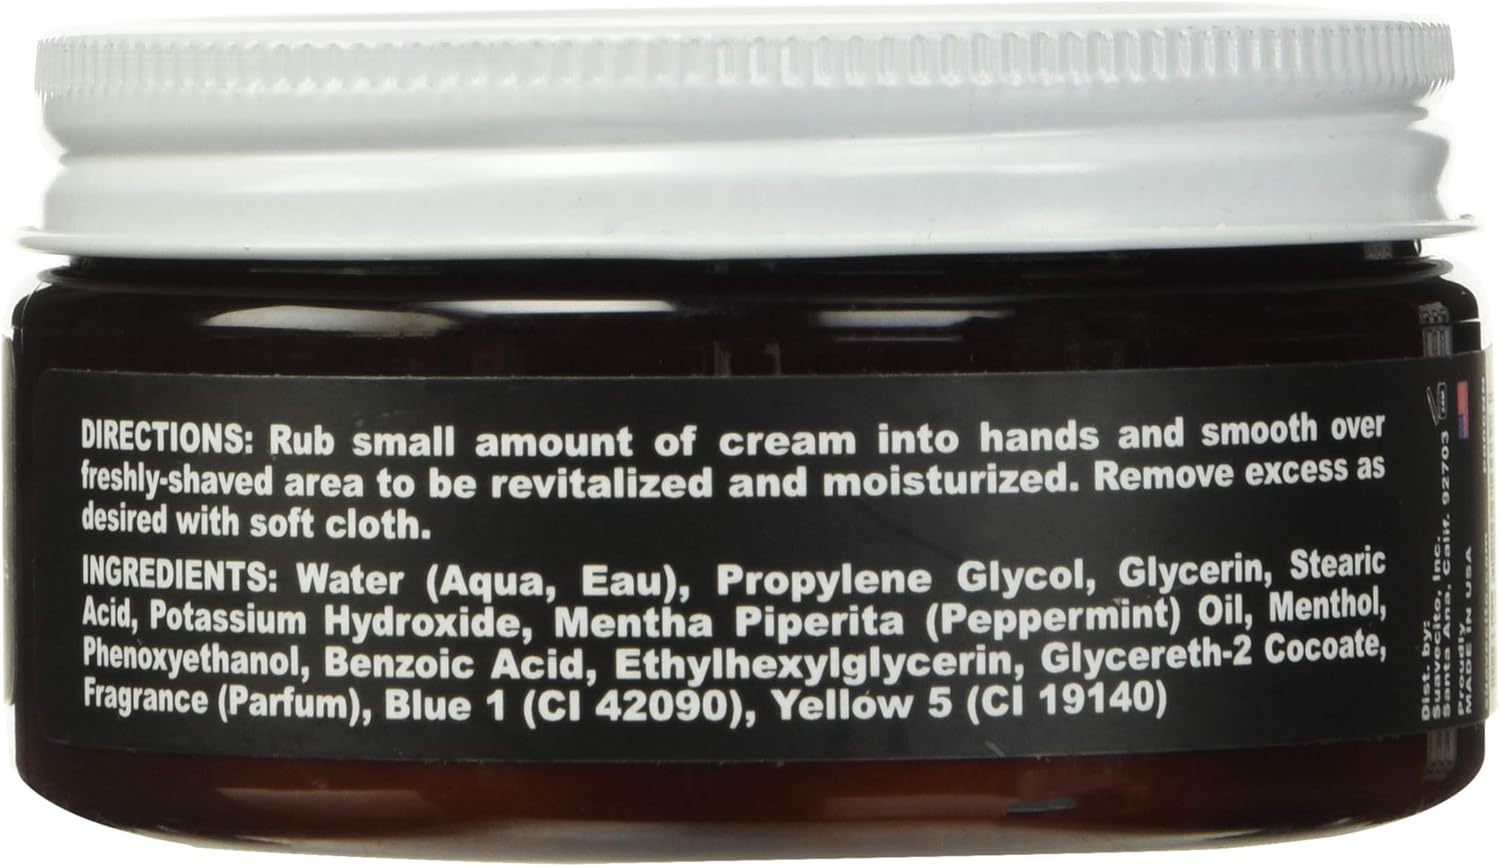 DIRECTIONS: Rub small amount of cream into hands and smooth over
freshly-shaved area to be revitalized and moisturized. Remove excess as
desired with soft cloth.
INGREDIENTS: Water (Aqua, Eau), Propylene Glycol, Glycerin, Stearic
Acid, Potassium Hydroxide, Mentha Piperita (Peppermint) Oil, Menthol,
Phenoxyethanol, Benzoic Acid, Ethylhexylglycerin, Glycereth-2 Cocoate,
Fragrance (Parfum), Blue 1 (CI 42090), Yellow 5 (CI 19140)
Dist. by:
Suavecito, Inc.
Santa Ana, Calif. 92703
Proudly
MADE IN USA